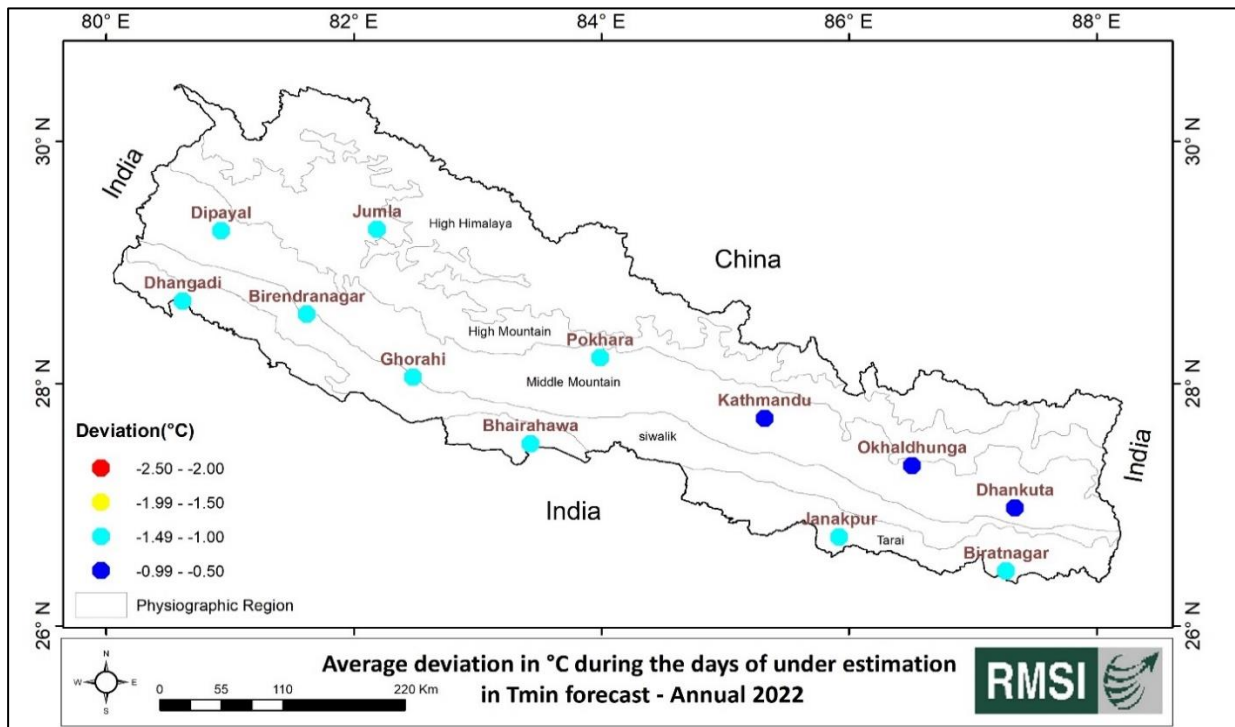 80° E 82° E 84° E 86° E 88° E
30° N
30° N
India
Dipayal
Jumla
High Himalaya
China
Dhangadi
Birendranagar
High Mountain
Pokhara
Ghorahi
Middle Mountain
28° N
28° N
Kathmandu
Bhairahawa
siwalik
Okhaldhunga
India
Dhankuta
India
Janakpur
Tarai
Biratnagar
Deviation(°C)
-2.50 - -2.00
-1.99 - -1.50
-1.49 - -1.00
-0.99 - -0.50
Physiographic Region
26° N
26° N
N
W E
S
0 55 110 220 Km
Average deviation in °C during the days of under estimation
in Tmin forecast - Annual 2022
RMSI